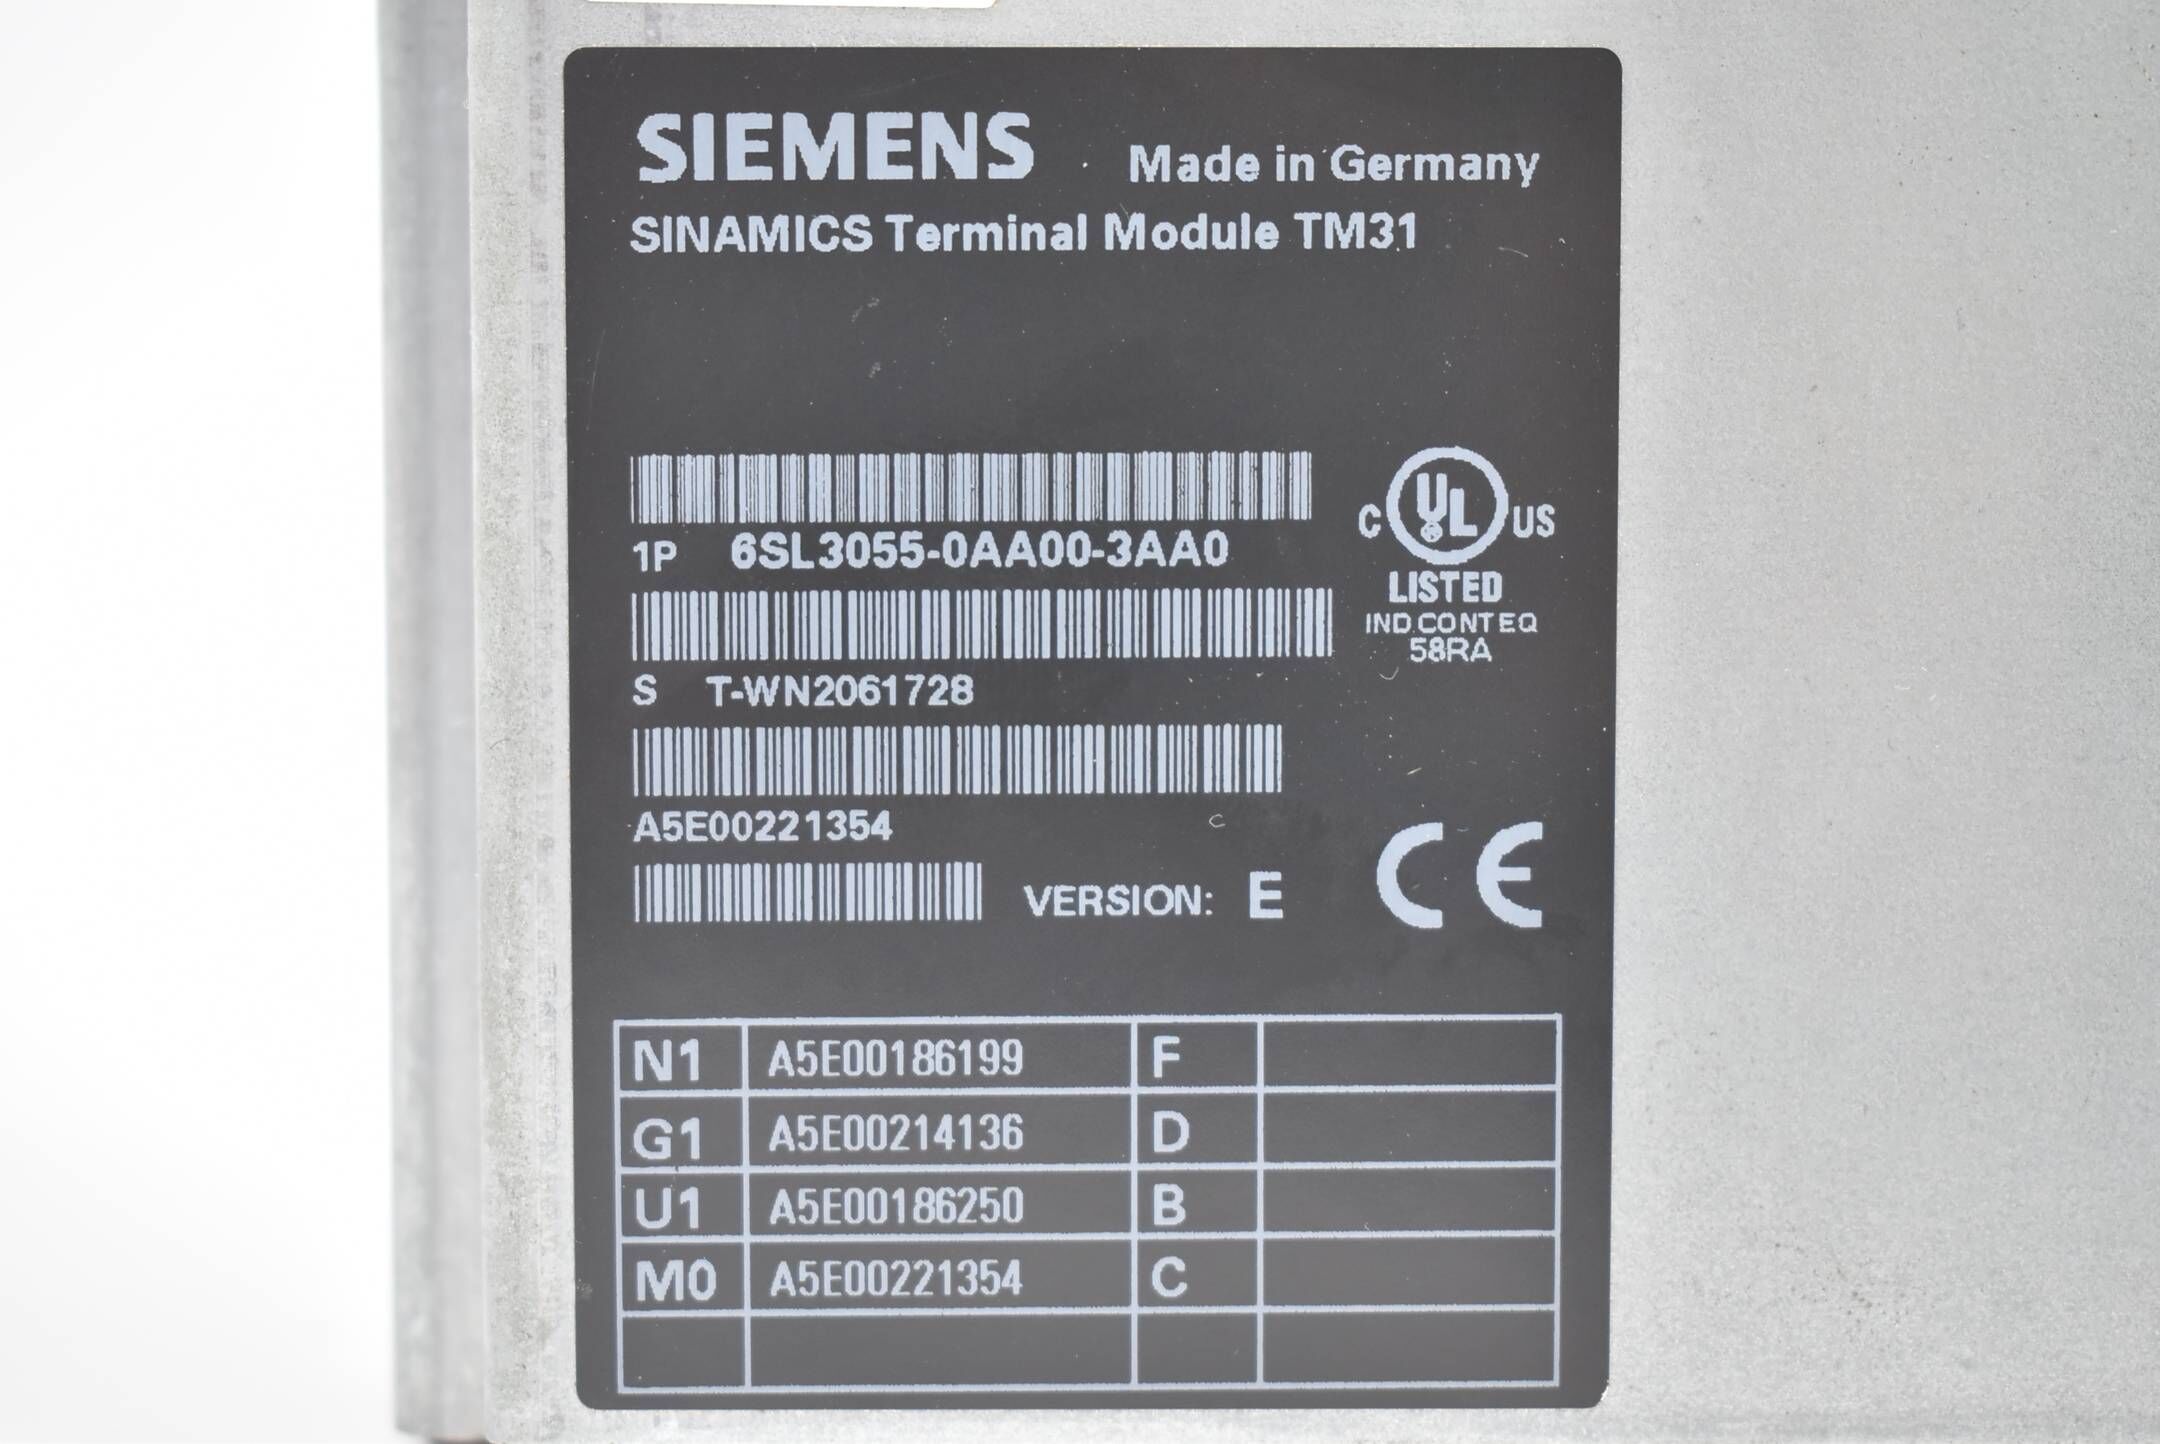 SIEMENS Made in Germany
SINAMICS Terminal Module TM31
1P 6SL3055-0AA00-3AA0
C UL US
LISTED
IND.CONT EQ
58RA
S T-WN2061728
A5E00221354
VERSION: E CE
N1 A5E00186199 F
G1 A5E00214136 D
U1 A5E00186250 B
M0 A5E00221354 C